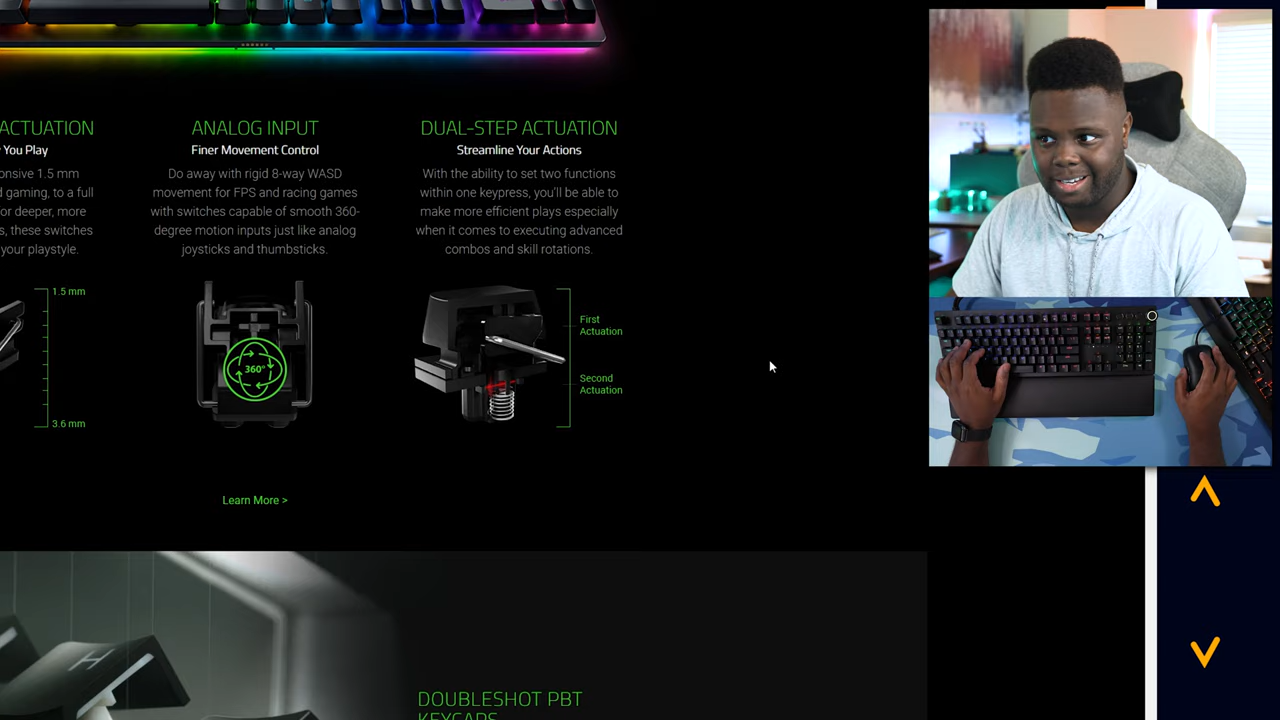 ACTUATION
You Play
onsive 1.5 mm
d gaming, to a full
or deeper, more
s, these switches
your playstyle.
1.5 mm
3.6 mm
ANALOG INPUT
Finer Movement Control
Do away with rigid 8-way WASD
movement for FPS and racing games
with switches capable of smooth 360-
degree motion inputs just like analog
joysticks and thumbsticks.
360°
DUAL-STEP ACTUATION
Streamline Your Actions
With the ability to set two functions
within one keypress, you'll be able to
make more efficient plays especially
when it comes to executing advanced
combos and skill rotations.
First
Actuation
Second
Actuation
Learn More >
H
DOUBLESHOT PBT
KEYCAPS